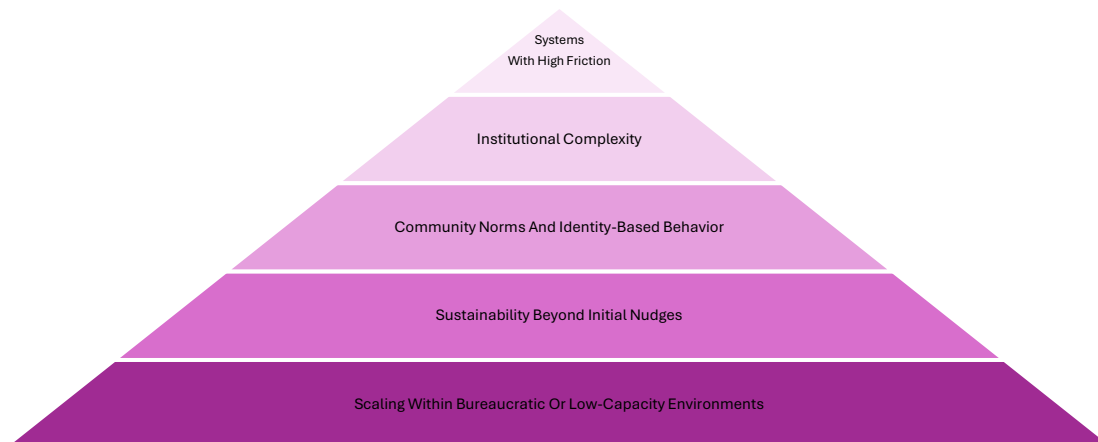 Systems
With High Friction
Institutional Complexity
Community Norms And Identity-Based Behavior
Sustainability Beyond Initial Nudges
Scaling Within Bureaucratic Or Low-Capacity Environments